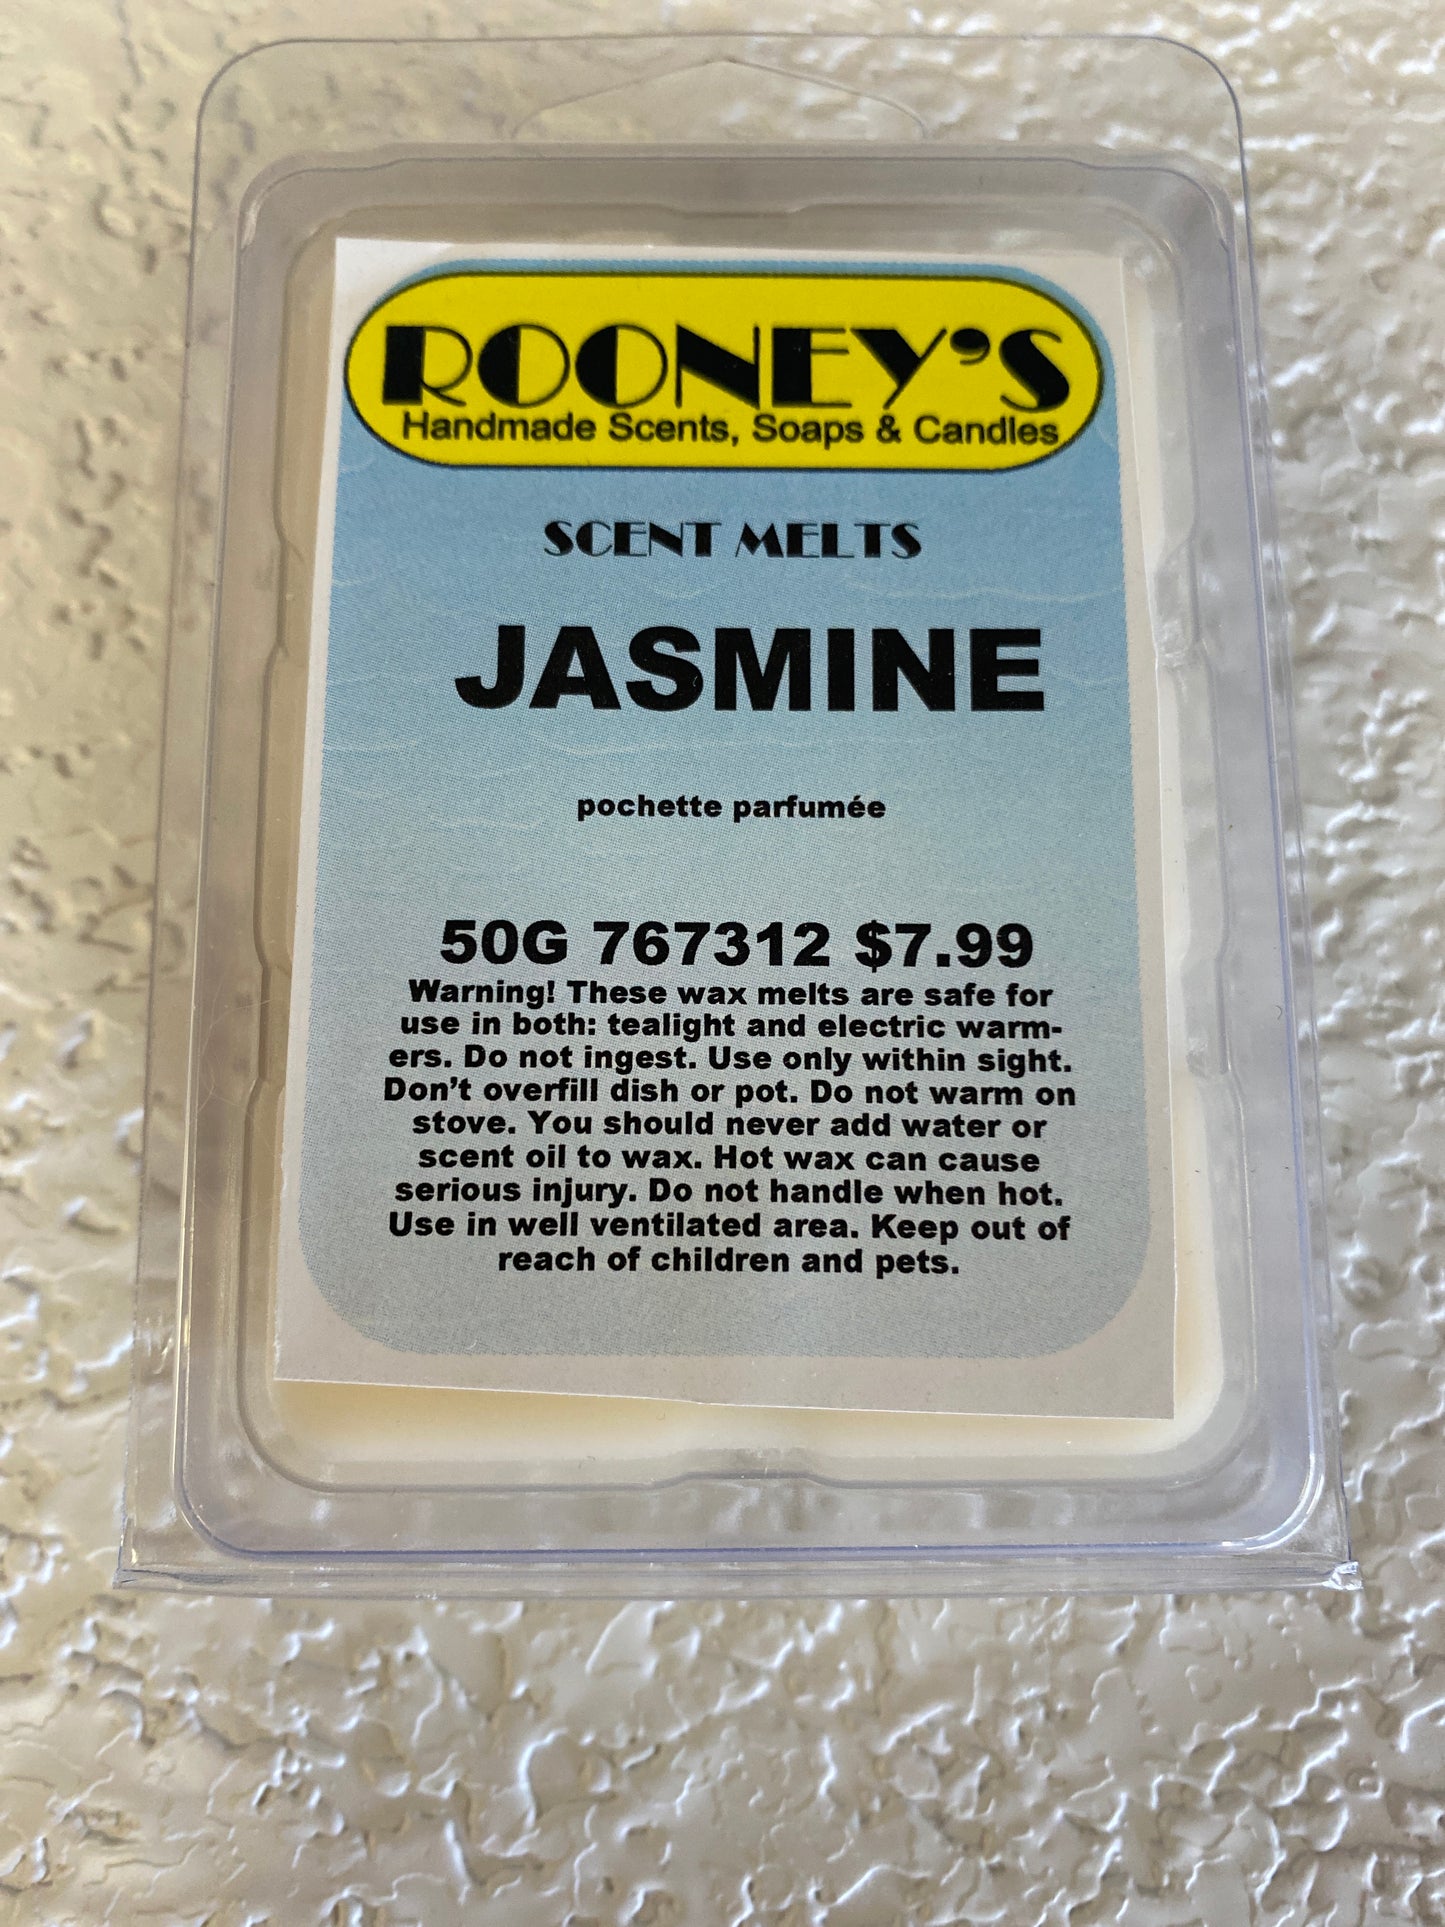 ROONEY'S
Handmade Scents, Soaps & Candles
SCENT MELTS
JASMINE
pochette parfumée
50G 767312 $7.99
Warning! These wax melts are safe for
use in both: tealight and electric warm-
ers. Do not ingest. Use only within sight.
Don't overfill dish or pot. Do not warm on
stove. You should never add water or
scent oil to wax. Hot wax can cause
serious injury. Do not handle when hot.
Use in well ventilated area. Keep out of
reach of children and pets.